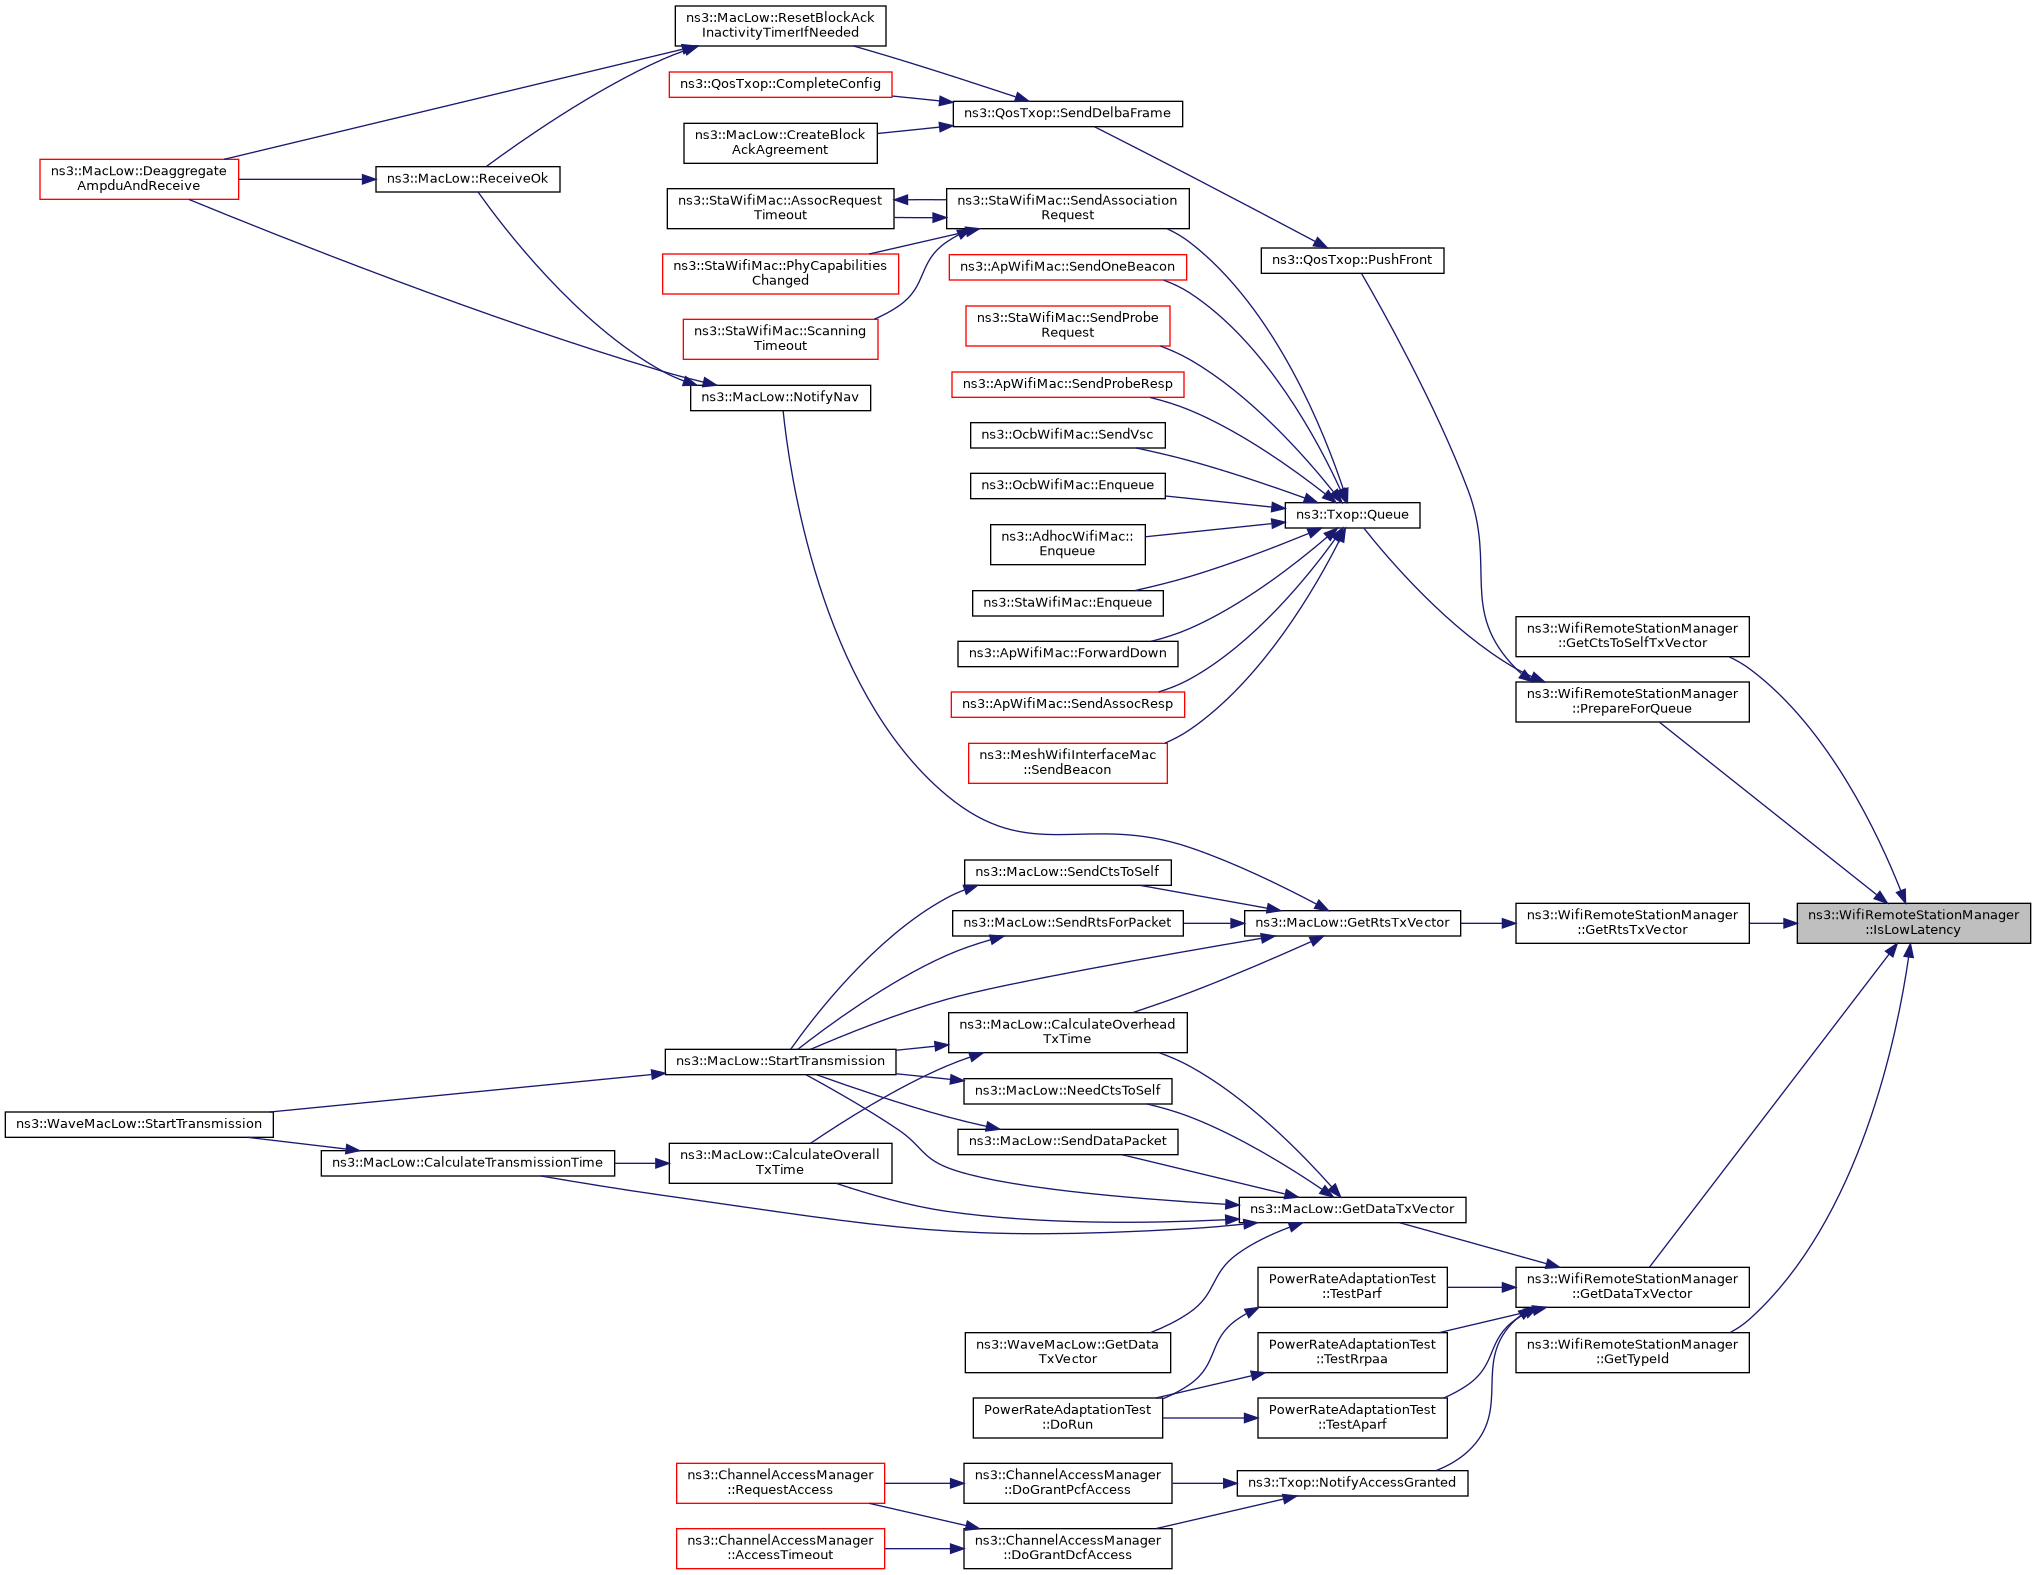 ns3::MacLow::ResetBlockAck
InactivityTimerIfNeeded
ns3::QosTxop::CompleteConfig
ns3::QosTxop::SendDelbaFrame
ns3::MacLow::CreateBlock
AckAgreement
ns3::MacLow::Deaggregate
AmpduAndReceive
ns3::MacLow::ReceiveOk
ns3::StaWifiMac::AssocRequest
Timeout
ns3::StaWifiMac::SendAssociation
Request
ns3::StaWifiMac::PhyCapabilities
Changed
ns3::ApWifiMac::SendOneBeacon
ns3::QosTxop::PushFront
ns3::StaWifiMac::Scanning
Timeout
ns3::StaWifiMac::SendProbe
Request
ns3::MacLow::NotifyNav
ns3::ApWifiMac::SendProbeResp
ns3::OcbWifiMac::SendVsc
ns3::OcbWifiMac::Enqueue
ns3::Txop::Queue
ns3::AdhocWifiMac::
Enqueue
ns3::StaWifiMac::Enqueue
ns3::ApWifiMac::ForwardDown
ns3::ApWifiMac::SendAssocResp
ns3::MeshWifiInterfaceMac
::SendBeacon
ns3::WifiRemoteStationManager
::GetCtsToSelfTxVector
ns3::WifiRemoteStationManager
::PrepareForQueue
ns3::MacLow::SendCtsToSelf
ns3::MacLow::SendRtsForPacket
ns3::MacLow::GetRtsTxVector
ns3::WifiRemoteStationManager
::GetRtsTxVector
ns3::WifiRemoteStationManager
::IsLowLatency
ns3::MacLow::CalculateOverhead
TxTime
ns3::MacLow::StartTransmission
ns3::MacLow::NeedCtsToSelf
ns3::WaveMacLow::StartTransmission
ns3::MacLow::SendDataPacket
ns3::MacLow::CalculateTransmissionTime
ns3::MacLow::CalculateOverall
TxTime
ns3::MacLow::GetDataTxVector
PowerRateAdaptationTest
::TestParf
ns3::WifiRemoteStationManager
::GetDataTxVector
ns3::WaveMacLow::GetData
TxVector
PowerRateAdaptationTest
::TestRrpaa
ns3::WifiRemoteStationManager
::GetTypeId
PowerRateAdaptationTest
::DoRun
PowerRateAdaptationTest
::TestAparf
ns3::ChannelAccessManager
::RequestAccess
ns3::ChannelAccessManager
::DoGrantPcfAccess
ns3::Txop::NotifyAccessGranted
ns3::ChannelAccessManager
::AccessTimeout
ns3::ChannelAccessManager
::DoGrantDcfAccess